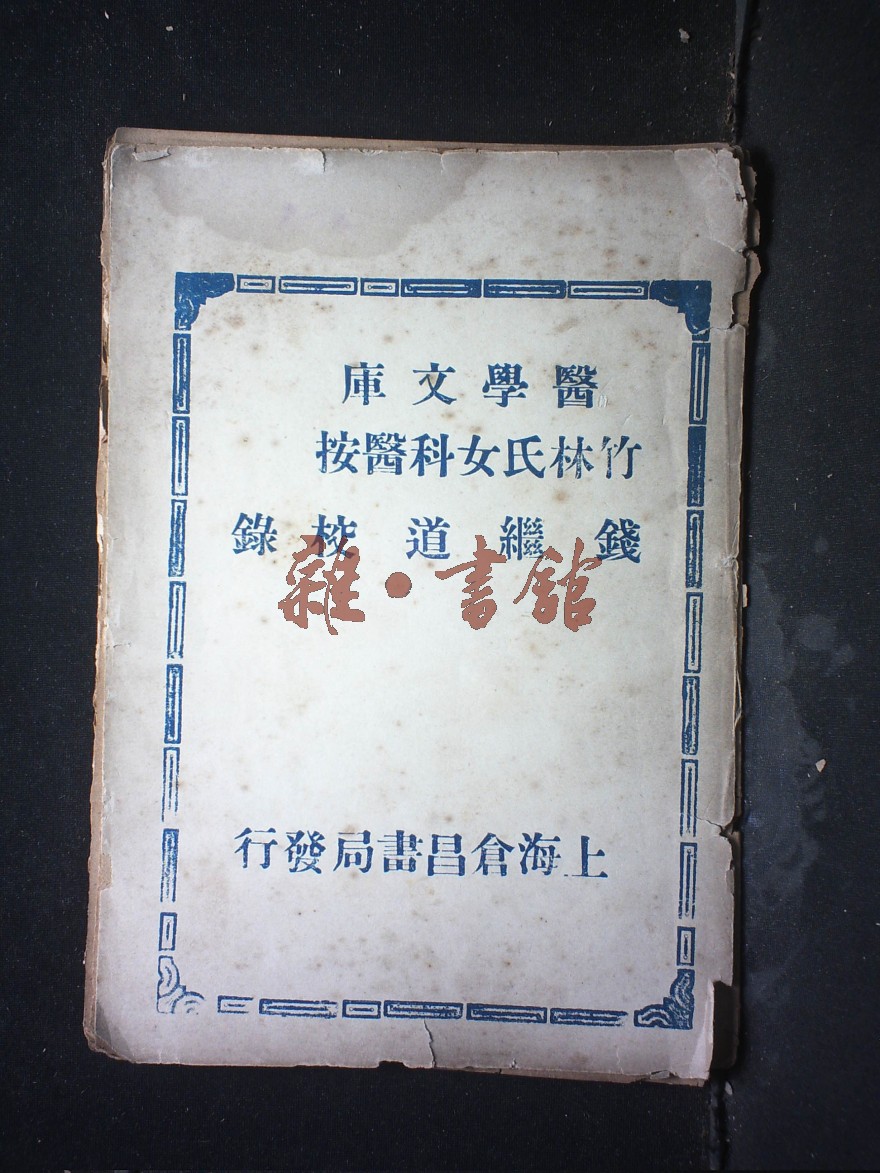 醫學文庫
竹林氏女科醫按
錢繼道校錄
雜·書館
上海倉昌書局發行